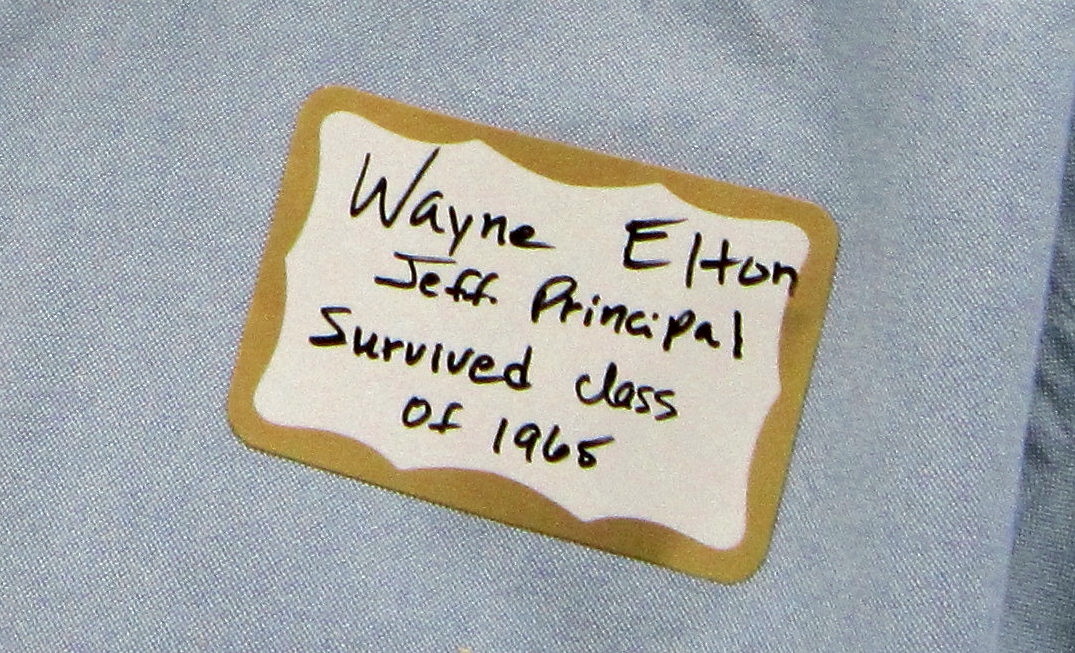 Wayne Elton
Jeff Principal
Survived class
of 1965